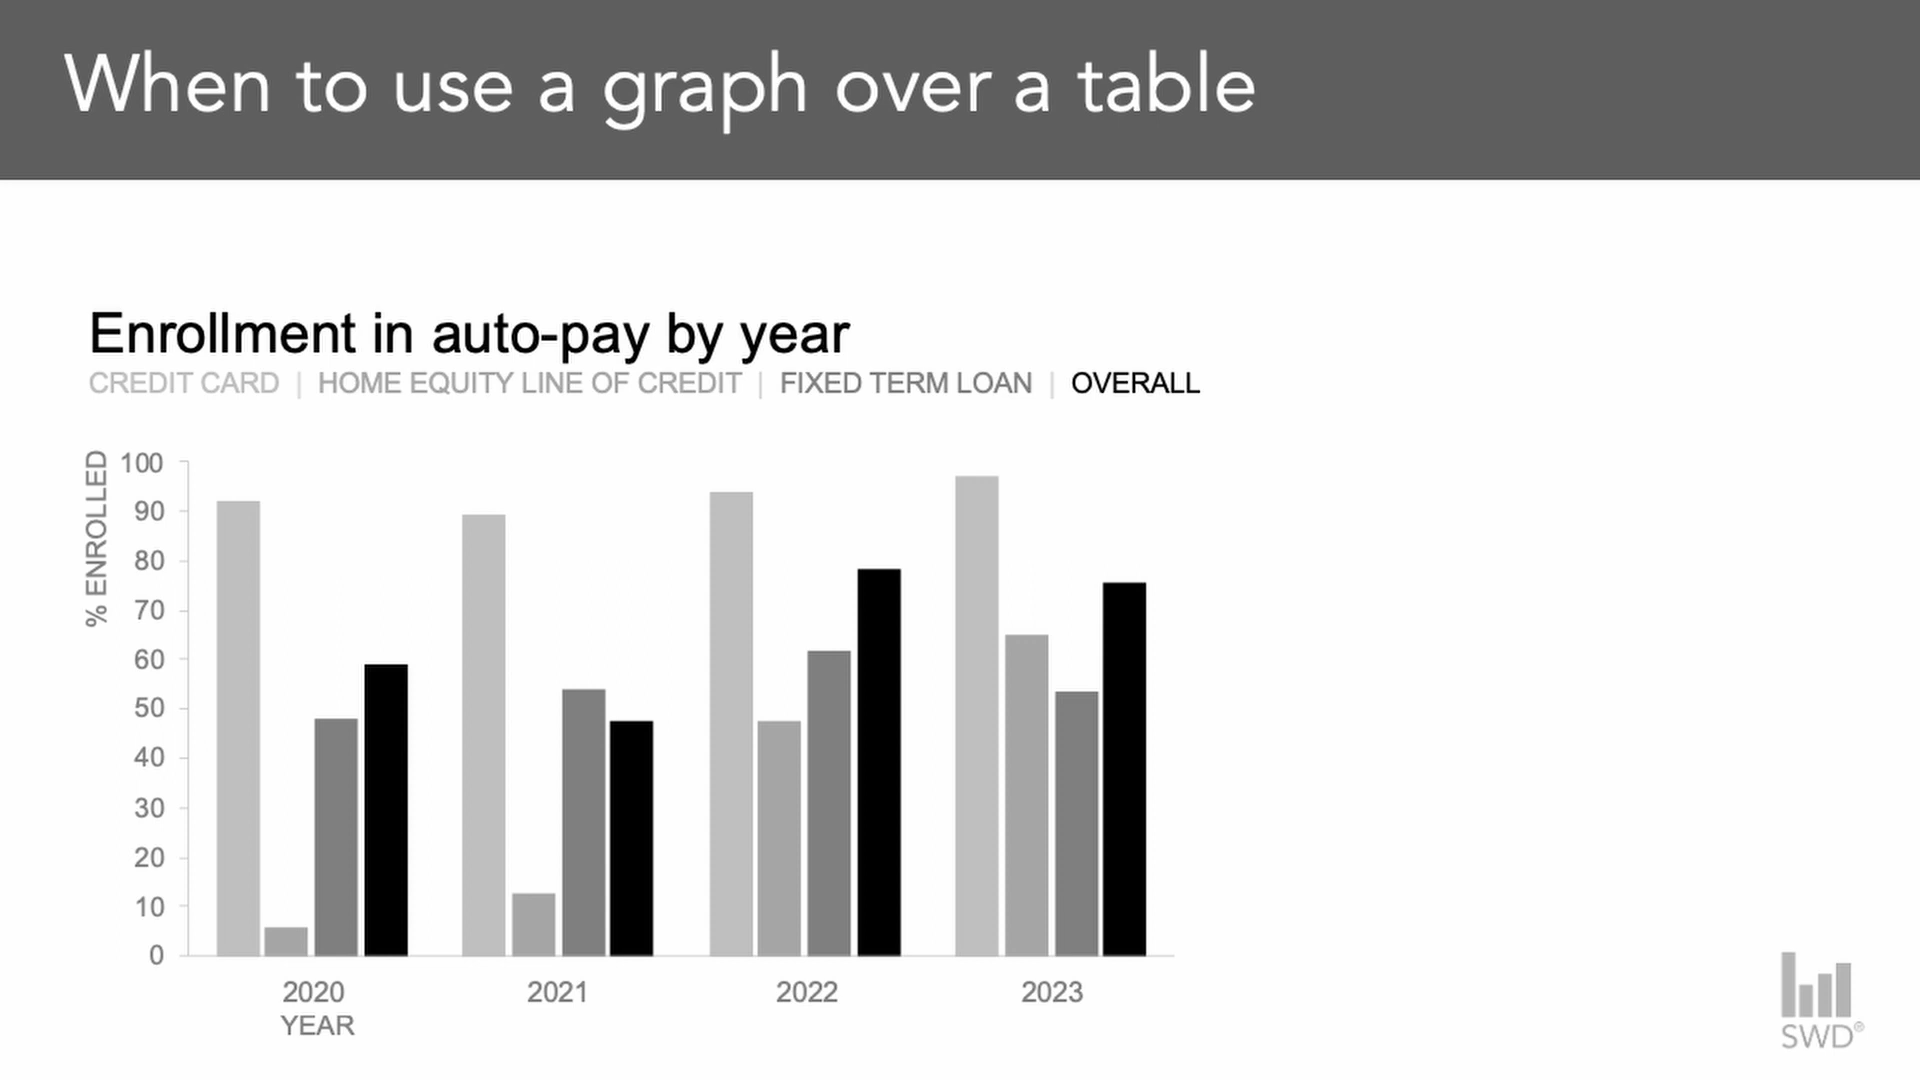 When to use a graph over a table
Enrollment in auto-pay by year
CREDIT CARD | HOME EQUITY LINE OF CREDIT | FIXED TERM LOAN | OVERALL
% ENROLLED
100
90
80
70
60
50
40
30
20
10
0
2020 2021 2022 2023
YEAR
SWD®